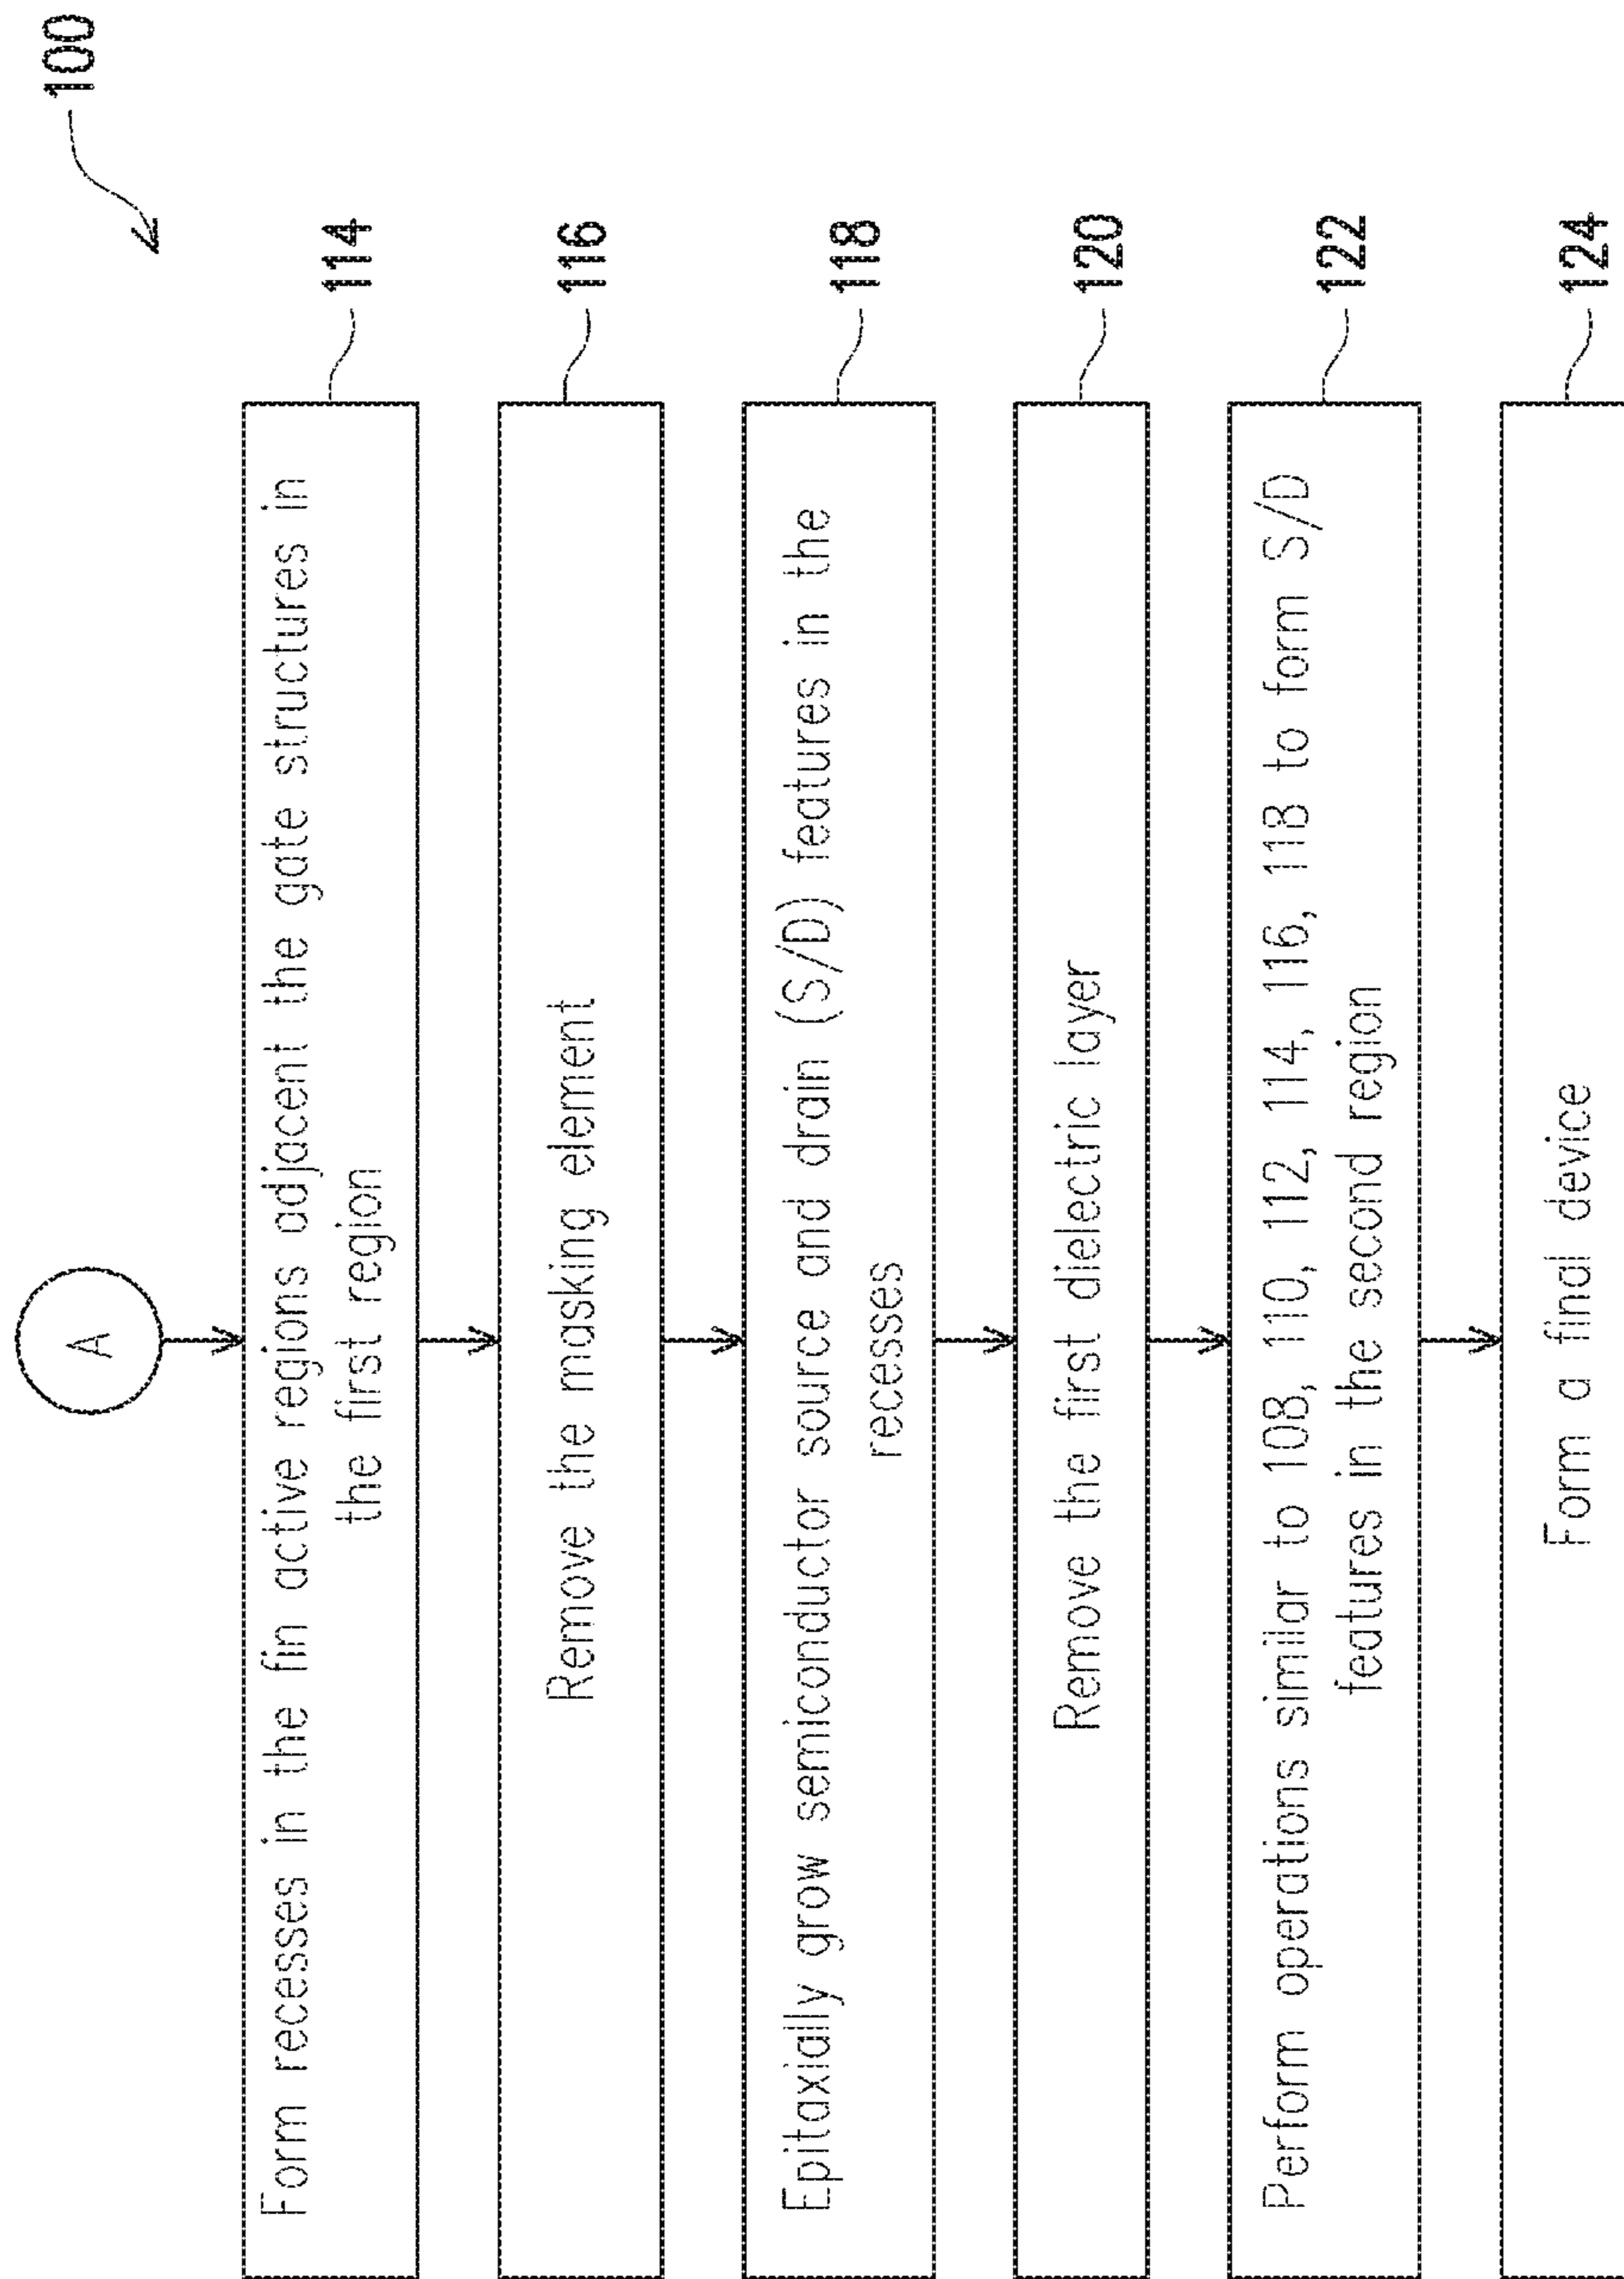 100
A
Form recesses in the fin active regions adjacent the gate structures in
the first region
114
Remove the masking element
116
Epitaxially grow semiconductor source and drain (S/D) features in the
recesses
118
Remove the first dielectric layer
120
Perform operations similar to 108, 110, 112, 114, 116, 118 to form S/D
features in the second region
122
Form a final device
124